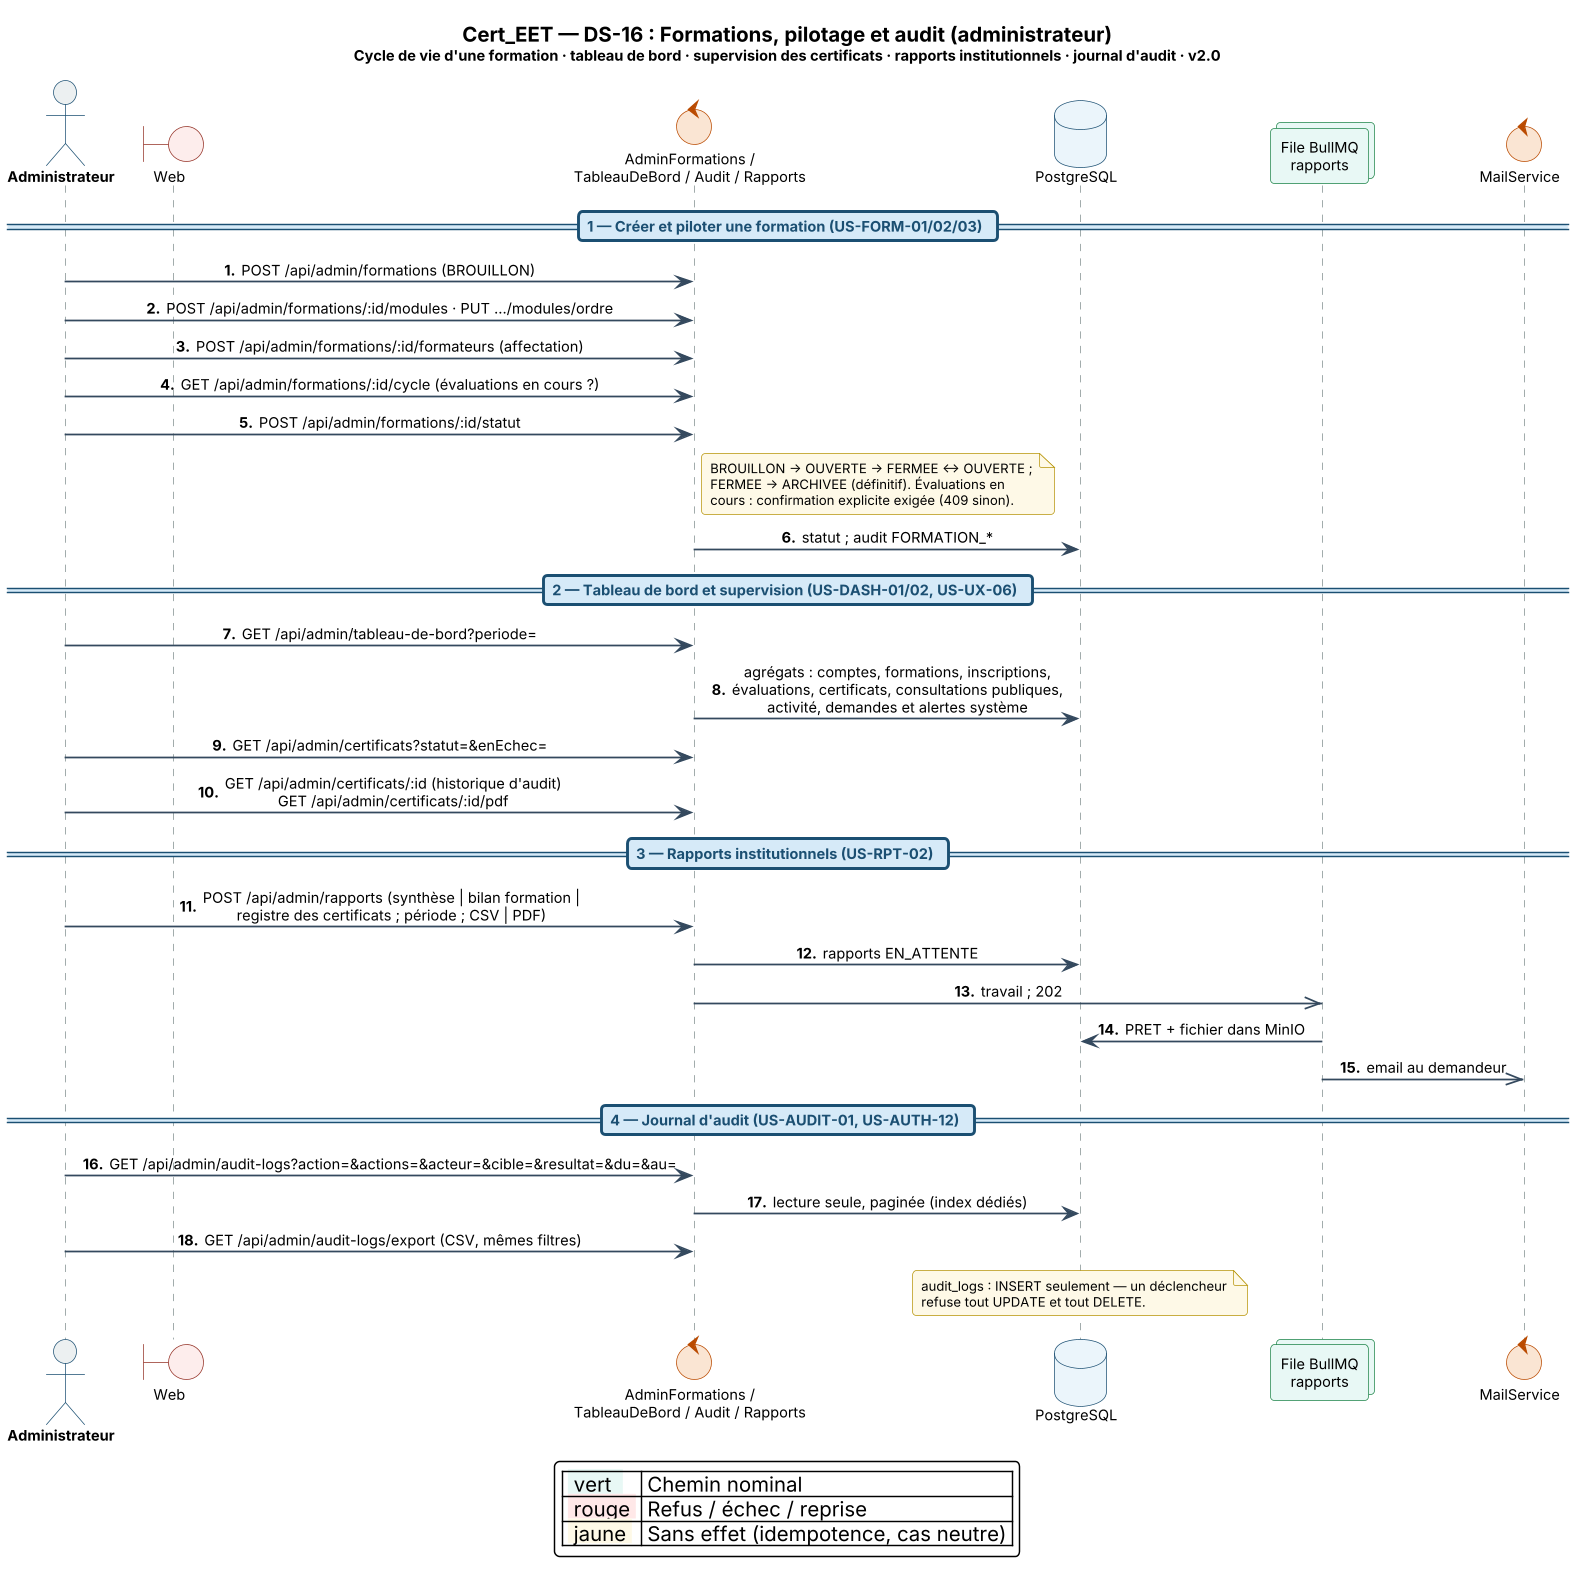 Cert_EET — DS-16 : Formations, pilotage et audit (administrateur)
Cycle de vie d'une formation · tableau de bord · supervision des certificats · rapports institutionnels · journal d'audit · v2.0
Administrateur
Web
AdminFormations /
TableauDeBord / Audit / Rapports
PostgreSQL
File BullMQ
rapports
MailService
1 — Créer et piloter une formation (US-FORM-01/02/03)
1. POST /api/admin/formations (BROUILLON)
2. POST /api/admin/formations/:id/modules · PUT .../modules/ordre
3. POST /api/admin/formations/:id/formateurs (affectation)
4. GET /api/admin/formations/:id/cycle (évaluations en cours ?)
5. POST /api/admin/formations/:id/statut
BROUILLON → OUVERTE → FERMEE ↔ OUVERTE ;
FERMEE → ARCHIVEE (définitif). Évaluations en
cours : confirmation explicite exigée (409 sinon).
6. statut ; audit FORMATION_*
2 — Tableau de bord et supervision (US-DASH-01/02, US-UX-06)
7. GET /api/admin/tableau-de-bord?periode=
agrégats : comptes, formations, inscriptions,
8. évaluations, certificats, consultations publiques,
activité, demandes et alertes système
9. GET /api/admin/certificats?statut=&enEchec=
10. GET /api/admin/certificats/:id (historique d'audit)
GET /api/admin/certificats/:id/pdf
3 — Rapports institutionnels (US-RPT-02)
11. POST /api/admin/rapports (synthèse | bilan formation |
registre des certificats ; période ; CSV | PDF)
12. rapports EN_ATTENTE
13. travail ; 202
14. PRET + fichier dans MinIO
15. email au demandeur
4 — Journal d'audit (US-AUDIT-01, US-AUTH-12)
16. GET /api/admin/audit-logs?action=&actions=&acteur=&cible=&resultat=&du=&au=
17. lecture seule, paginée (index dédiés)
18. GET /api/admin/audit-logs/export (CSV, mêmes filtres)
audit_logs : INSERT seulement — un déclencheur
refuse tout UPDATE et tout DELETE.
Administrateur
Web
AdminFormations /
TableauDeBord / Audit / Rapports
PostgreSQL
File BullMQ
rapports
MailService
vert Chemin nominal
rouge Refus / échec / reprise
jaune Sans effet (idempotence, cas neutre)